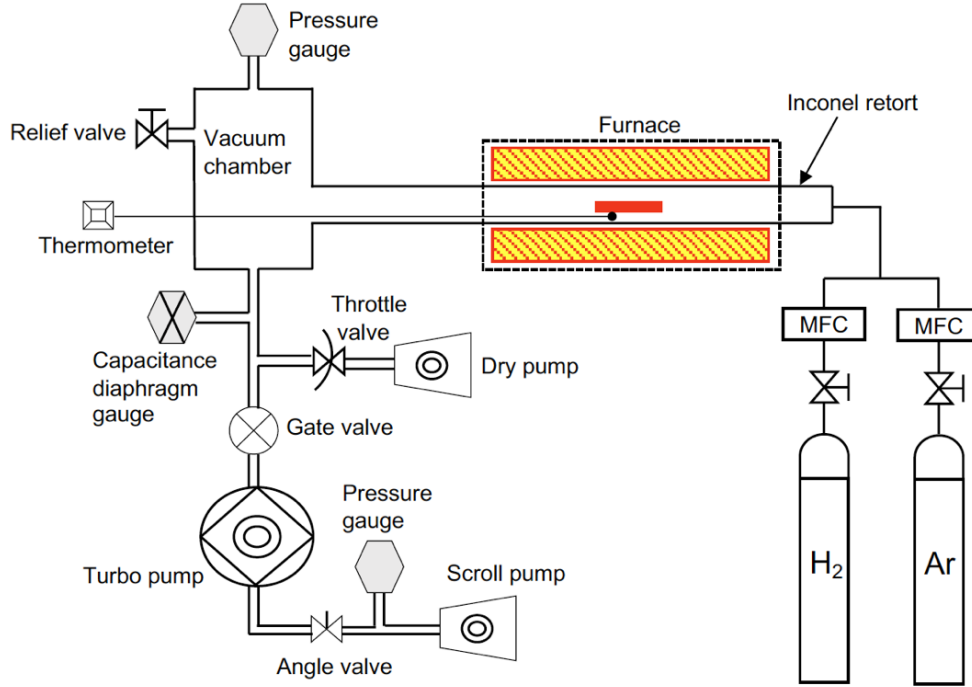 Pressure
gauge
Inconel retort
Relief valve
Vacuum
chamber
Furnace
Thermometer
Throttle
valve
MFC
MFC
Capacitance
diaphragm
gauge
Dry pump
Gate valve
Pressure
gauge
Turbo pump
Scroll pump
H₂
Ar
Angle valve